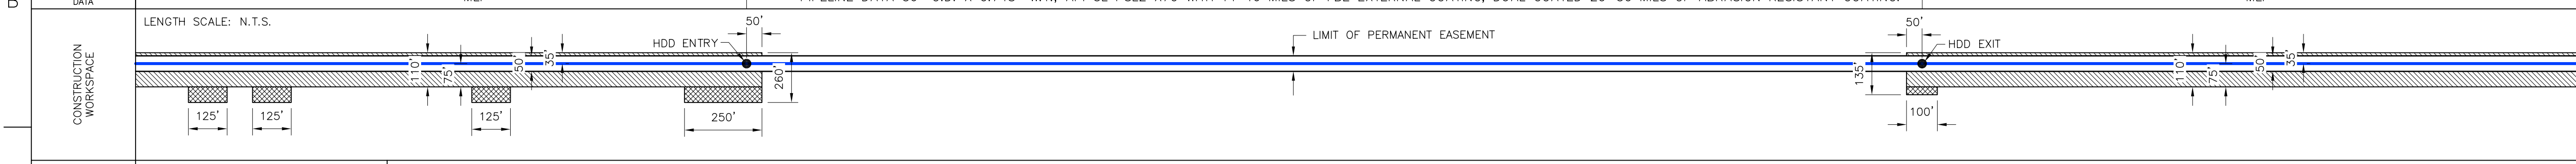 DATA
LENGTH SCALE: N.T.S.
CONSTRUCTION
WORKSPACE
50'
HDD ENTRY
110'
75'
50'
35'
260'
125'
125'
125'
250'
LIMIT OF PERMANENT EASEMENT
50'
HDD EXIT
135'
100'
110'
75'
50'
35'